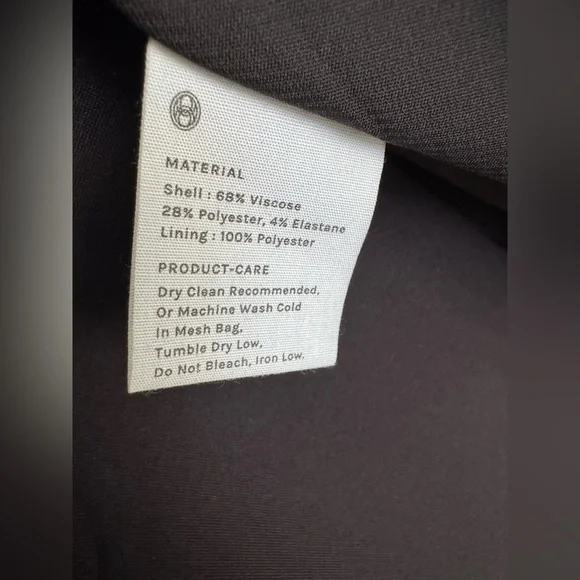 MATERIAL
Shell : 68% Viscose
28% Polyester, 4% Elastane
Lining : 100% Polyester
PRODUCT-CARE
Dry Clean Recommended,
Or Machine Wash Cold
In Mesh Bag,
Tumble Dry Low,
Do Not Bleach, Iron Low.